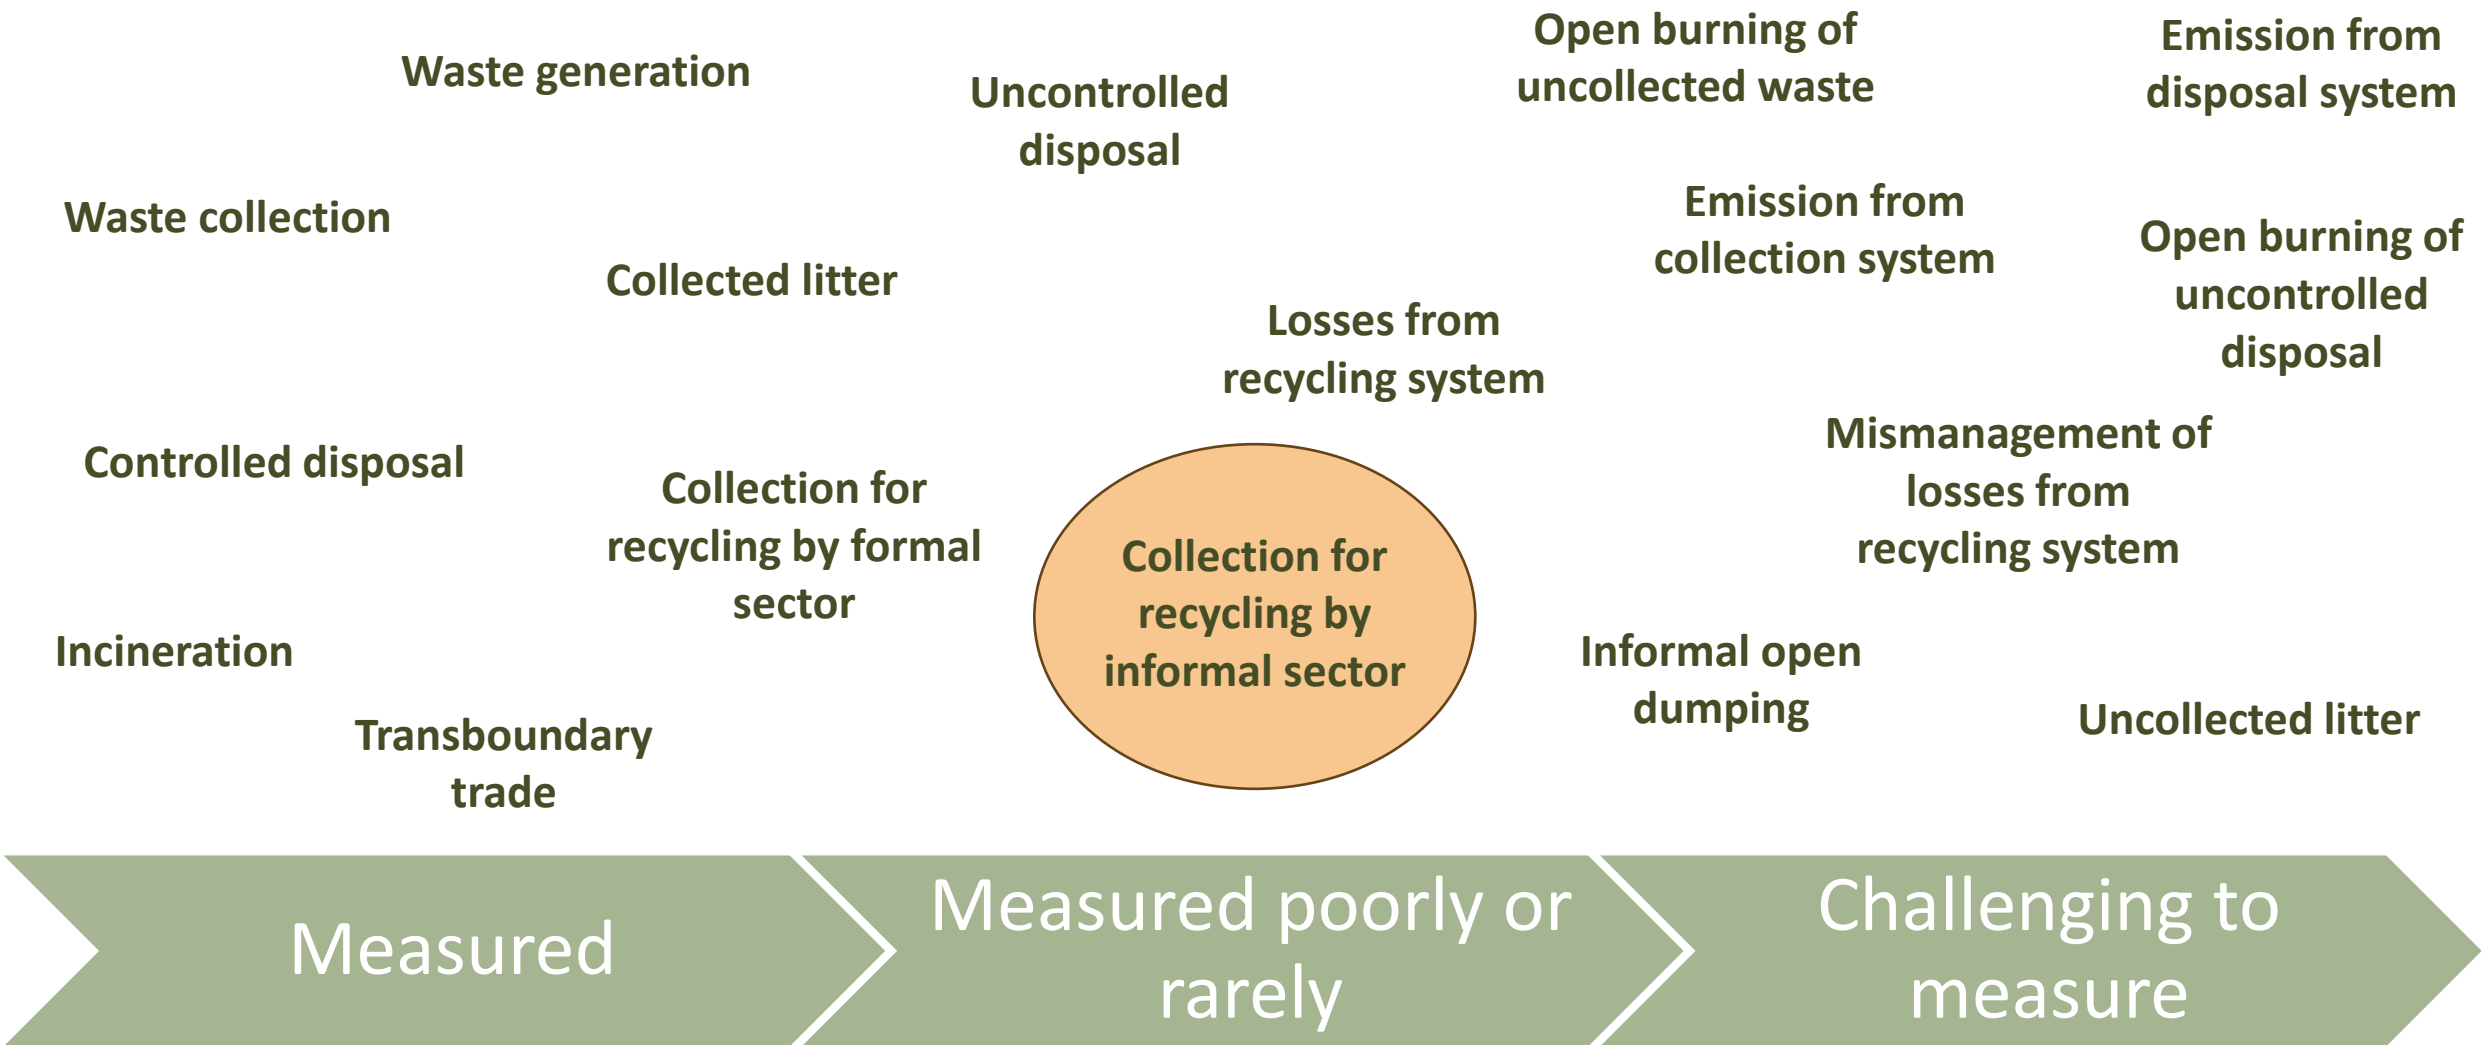 Waste generation
Uncontrolled
disposal
Open burning of
uncollected waste
Emission from
disposal system
Waste collection
Collected litter
Losses from
recycling system
Emission from
collection system
Open burning of
uncontrolled
disposal
Controlled disposal
Collection for
recycling by formal
sector
Collection for
recycling by
informal sector
Mismanagement of
losses from
recycling system
Incineration
Transboundary
trade
Informal open
dumping
Uncollected litter
Measured
Measured poorly or
rarely
Challenging to
measure